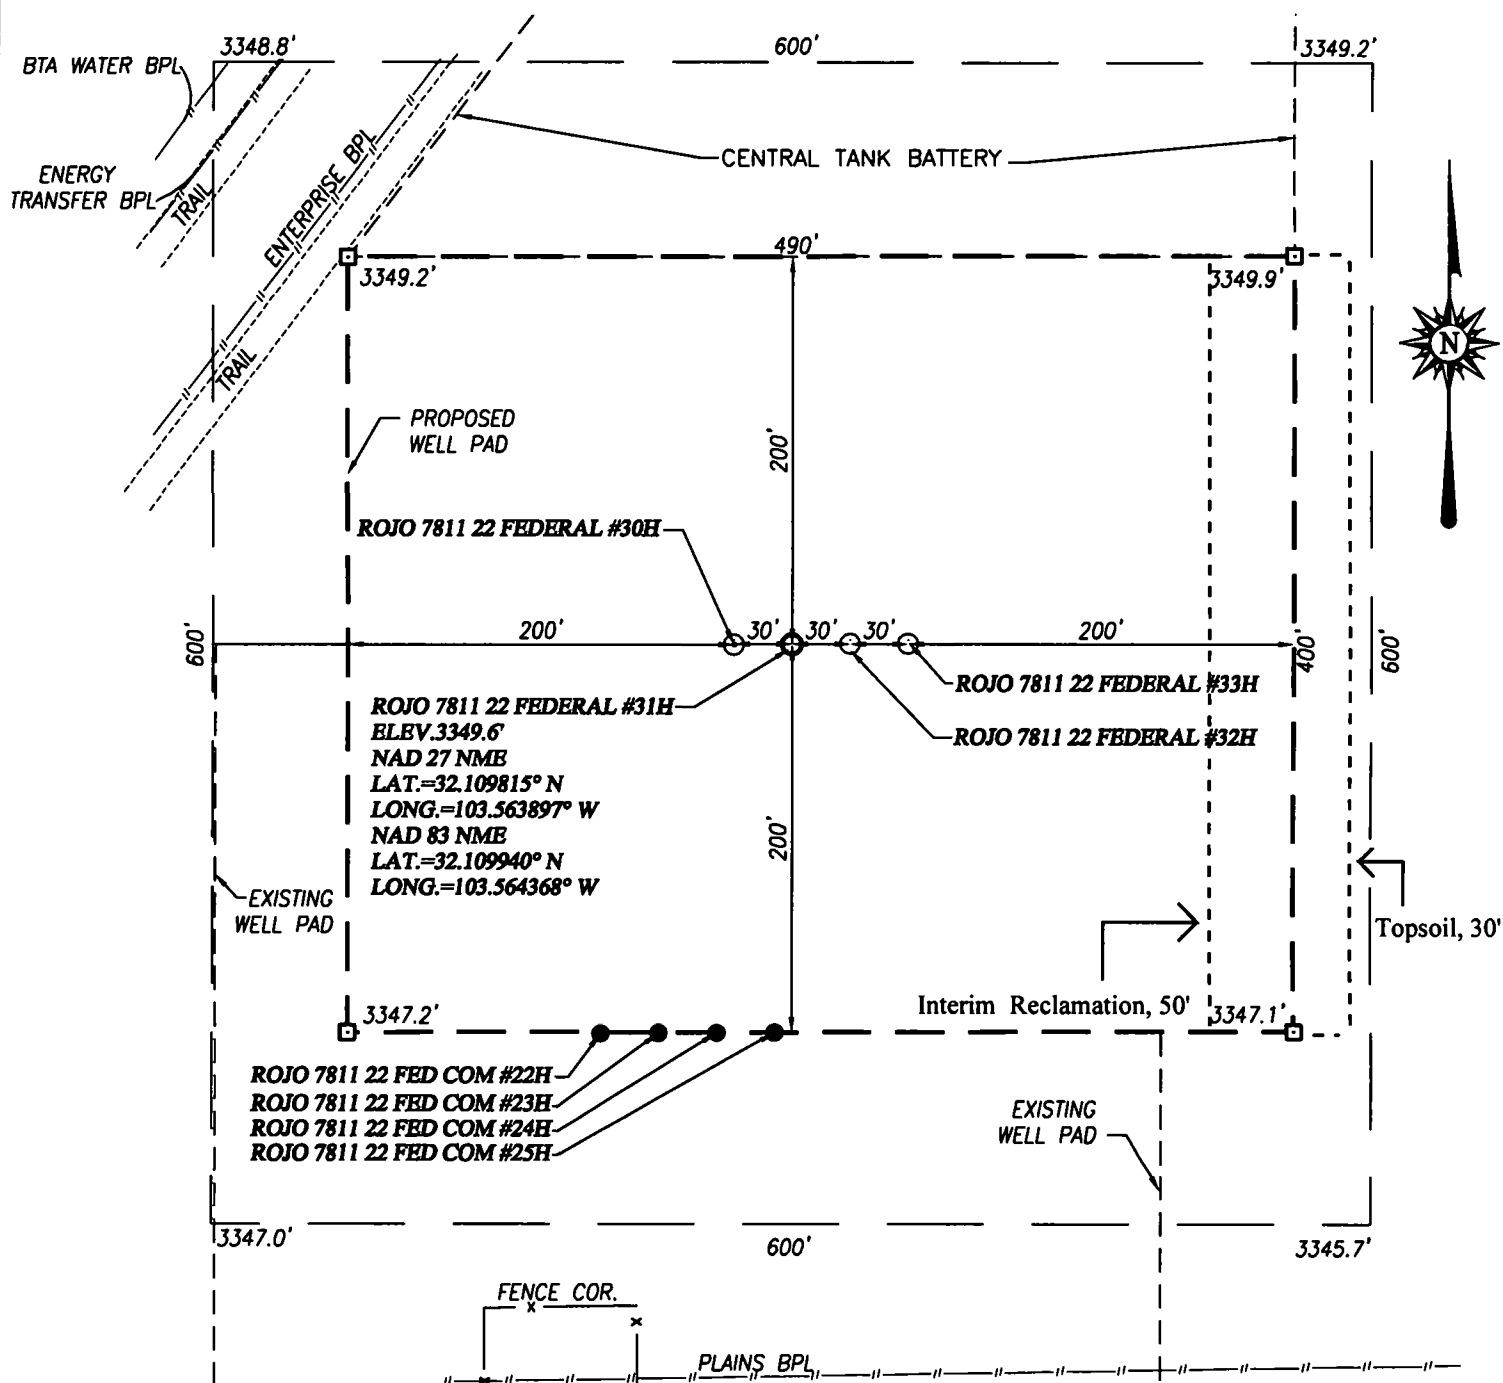 3348.8'
600'
3349.2'
BTA WATER BPL
CENTRAL TANK BATTERY
ENERGY
TRANSFER BPL
TRAIL
ENTERPRISE BPL
490'
3349.2'
3349.9'
N
TRAIL
PROPOSED
WELL PAD
200'
ROJO 7811 22 FEDERAL #30H
600'
200'
30'
30'
30'
200'
400'
600'
ROJO 7811 22 FEDERAL #33H
ROJO 7811 22 FEDERAL #31H
ELEV.3349.6'
NAD 27 NME
LAT.=32.109815° N
LONG.=103.563897° W
NAD 83 NME
LAT.=32.109940° N
LONG.=103.564368° W
ROJO 7811 22 FEDERAL #32H
200'
EXISTING
WELL PAD
Topsoil, 30'
Interim Reclamation, 50'
3347.2'
3347.1'
ROJO 7811 22 FED COM #22H
ROJO 7811 22 FED COM #23H
ROJO 7811 22 FED COM #24H
ROJO 7811 22 FED COM #25H
EXISTING
WELL PAD
3347.0'
600'
3345.7'
FENCE COR.
PLAINS BPL